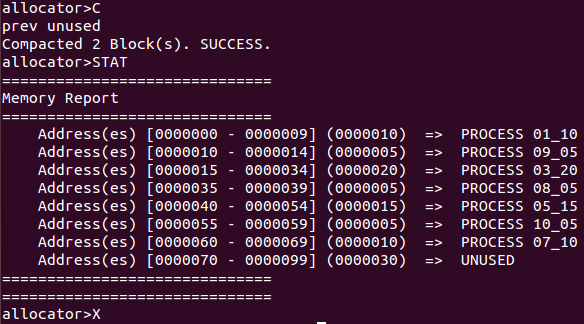 allocator>C
prev unused
Compacted 2 Block(s). SUCCESS.
allocator>STAT
==============================
Memory Report
==============================
    Address(es) [0000000 - 0000009] (0000010)  =>  PROCESS 01_10
    Address(es) [0000010 - 0000014] (0000005)  =>  PROCESS 09_05
    Address(es) [0000015 - 0000034] (0000020)  =>  PROCESS 03_20
    Address(es) [0000035 - 0000039] (0000005)  =>  PROCESS 08_05
    Address(es) [0000040 - 0000054] (0000015)  =>  PROCESS 05_15
    Address(es) [0000055 - 0000059] (0000005)  =>  PROCESS 10_05
    Address(es) [0000060 - 0000069] (0000010)  =>  PROCESS 07_10
    Address(es) [0000070 - 0000099] (0000030)  =>  UNUSED
==============================
==============================
allocator>X